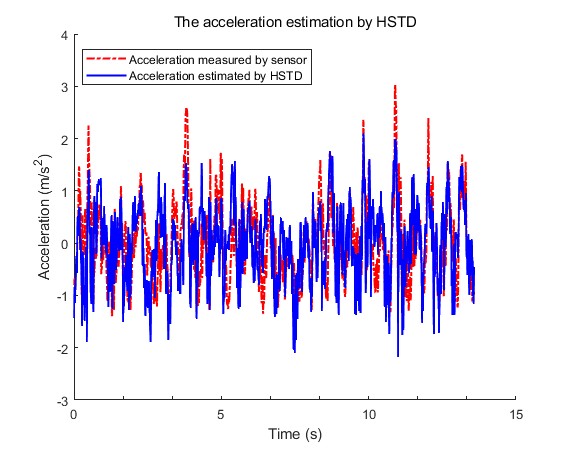 The acceleration estimation by HSTD
4
3
2
1
0
-1
-2
-3
Acceleration (m/s²)
Acceleration measured by sensor
Acceleration estimated by HSTD
0 5 10 15
Time (s)